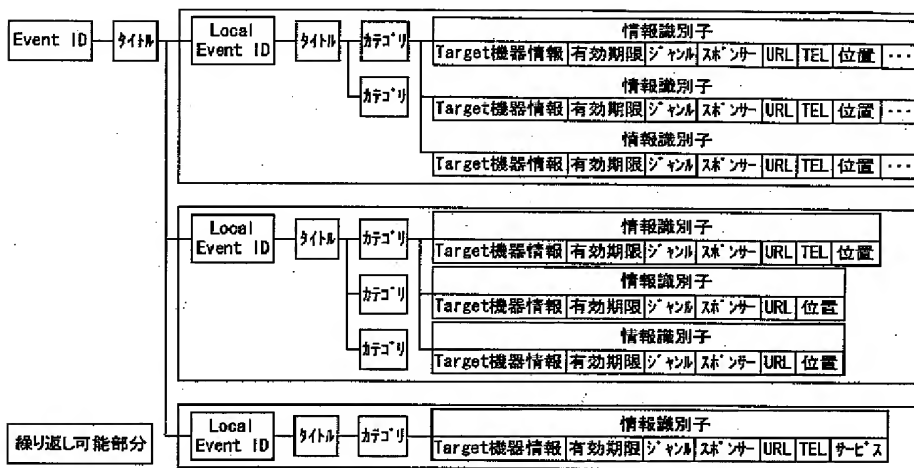 Event ID
タイトル
Local
Event ID
タイトル
カテゴリ
カテゴリ
情報識別子
Target機器情報 有効期限 ジャンル スポンサー URL TEL 位置 ・・・
情報識別子
Target機器情報 有効期限 ジャンル スポンサー URL TEL 位置 ・・・
情報識別子
Target機器情報 有効期限 ジャンル スポンサー URL TEL 位置 ・・・
Local
Event ID
タイトル
カテゴリ
カテゴリ
カテゴリ
情報識別子
Target機器情報 有効期限 ジャンル スポンサー URL TEL 位置
情報識別子
Target機器情報 有効期限 ジャンル スポンサー URL 位置
情報識別子
Target機器情報 有効期限 ジャンル スポンサー URL 位置
繰り返し可能部分
Local
Event ID
タイトル
カテゴリ
情報識別子
Target機器情報 有効期限 ジャンル スポンサー URL TEL サービス